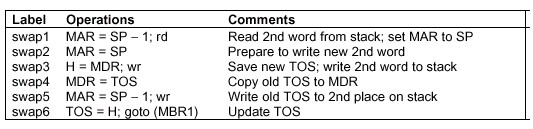 Label Operations Comments
swap1 MAR = SP – 1; rd Read 2nd word from stack; set MAR to SP
swap2 MAR = SP Prepare to write new 2nd word
swap3 H = MDR; wr Save new TOS; write 2nd word to stack
swap4 MDR = TOS Copy old TOS to MDR
swap5 MAR = SP – 1; wr Write old TOS to 2nd place on stack
swap6 TOS = H; goto (MBR1) Update TOS